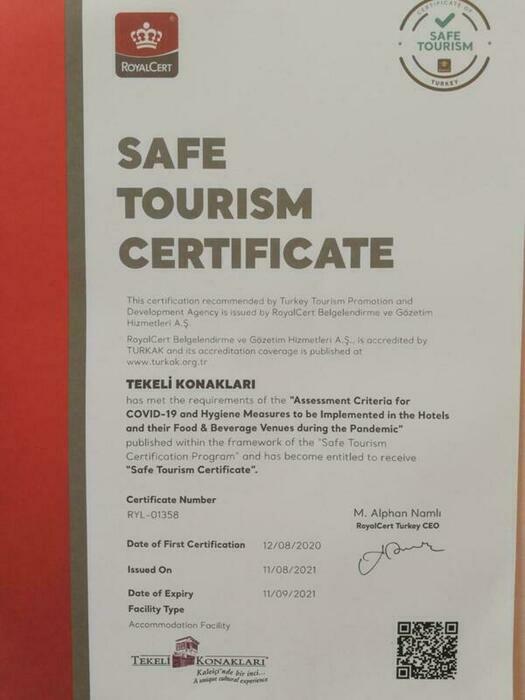 ROYALCERT
CERTIFICATE OF
SAFE
TOURISM
TURKEY
SAFE
TOURISM
CERTIFICATE
This certification recommended by Turkey Tourism Promotion and
Development Agency is issued by RoyalCert Belgelendirme ve Gözetim
Hizmetleri A.Ş.
RoyalCert Belgelendirme ve Gözetim Hizmetleri A.Ş., is accredited by
TURKAK and its accreditation coverage is published at
www.turkak.org.tr
TEKELİ KONAKLARI
has met the requirements of the "Assessment Criteria for
COVID-19 and Hygiene Measures to be Implemented in the Hotels
and their Food & Beverage Venues during the Pandemic"
published within the framework of the "Safe Tourism
Certification Program" and has become entitled to receive
"Safe Tourism Certificate".
Certificate Number
RYL-01358
M. Alphan Namlı
RoyalCert Turkey CEO
Date of First Certification 12/08/2020
Issued On 11/08/2021
Date of Expiry 11/09/2021
Facility Type
Accommodation Facility
TEKELİ KONAKLARI
Kaleiçi'nde bir inci...
A unique cultural experience